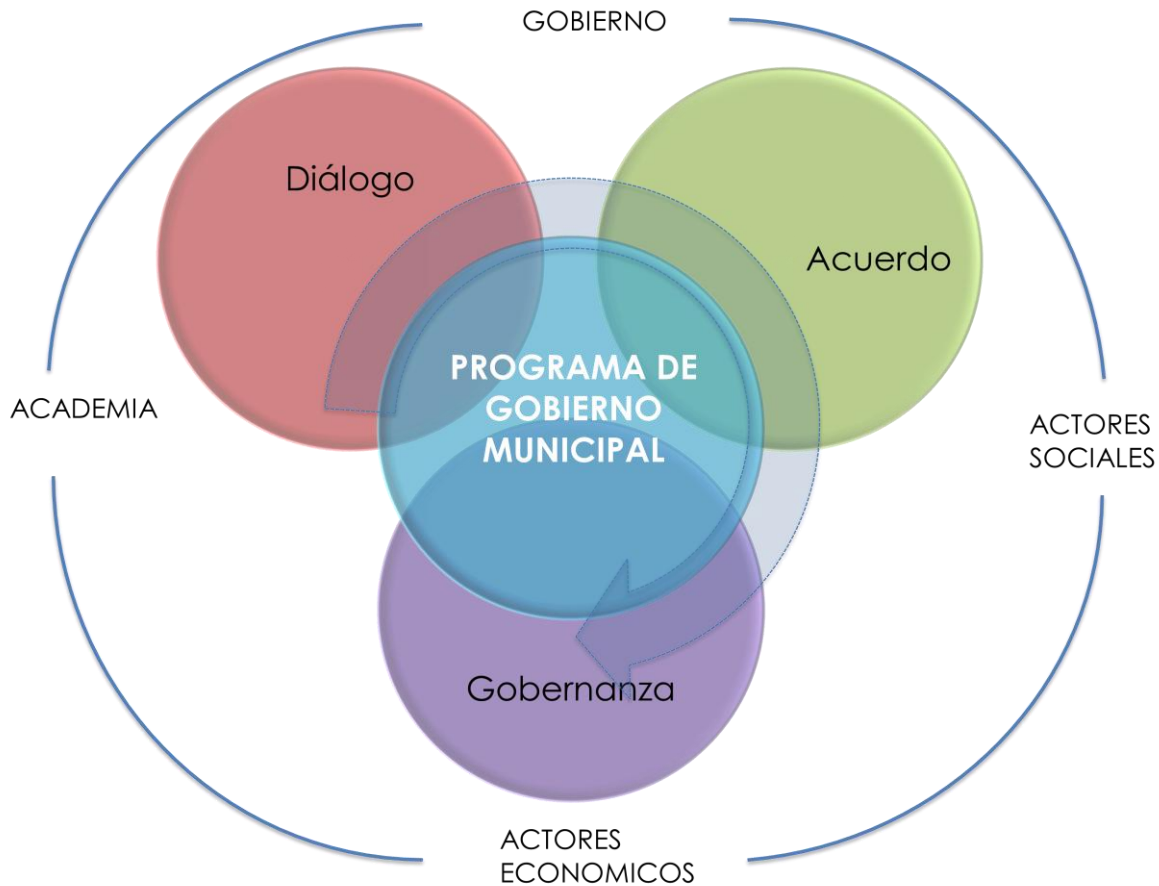 GOBIERNO
Diálogo
Acuerdo
PROGRAMA DE
GOBIERNO
MUNICIPAL
ACADEMIA
ACTORES
SOCIALES
Gobernanza
ACTORES
ECONOMICOS